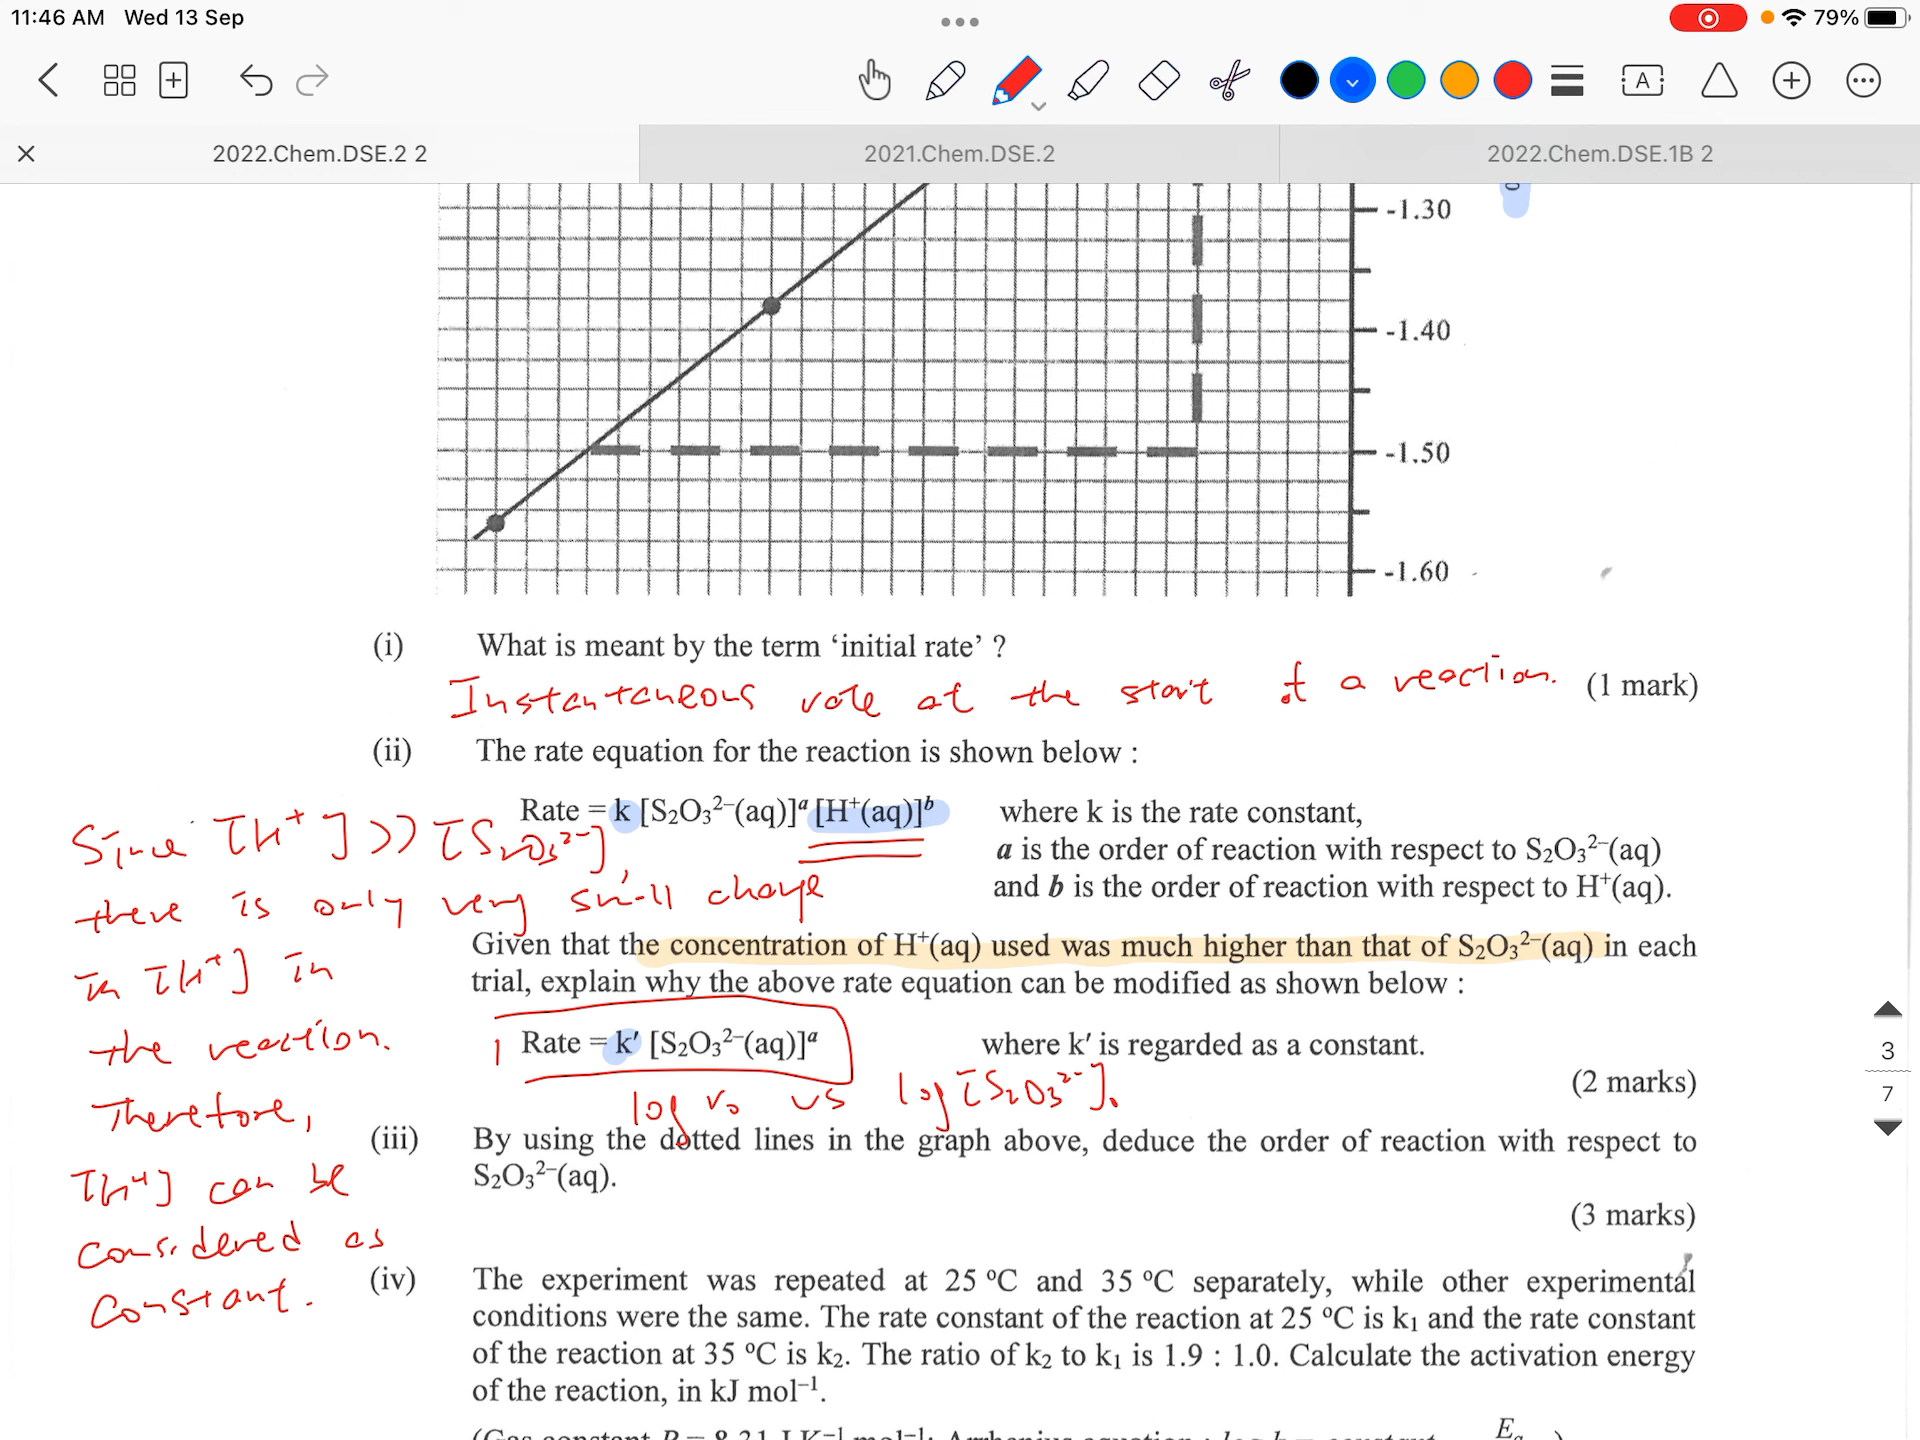 11:46 AM Wed 13 Sep
79%
A
2022.Chem.DSE.2 2
2021.Chem.DSE.2
2022.Chem.DSE.1B 2
-1.30
-1.40
-1.50
-1.60
(i) What is meant by the term ‘initial rate’ ?
Instantaneous rate at the start of a reaction.
(1 mark)
(ii) The rate equation for the reaction is shown below :
Rate = k [S₂O₃²⁻(aq)]ᵃ [H⁺(aq)]ᵇ where k is the rate constant,
a is the order of reaction with respect to S₂O₃²⁻(aq)
and b is the order of reaction with respect to H⁺(aq).
Since [H⁺] >> [S₂O₃²⁻],
there is only very small change
in [H⁺] in
the reaction.
Therefore,
[H⁺] can be
considered as
constant.
Given that the concentration of H⁺(aq) used was much higher than that of S₂O₃²⁻(aq) in each
trial, explain why the above rate equation can be modified as shown below :
Rate = k′ [S₂O₃²⁻(aq)]ᵃ where k′ is regarded as a constant.
(2 marks)
log r₀ vs log [S₂O₃²⁻].
(iii) By using the dotted lines in the graph above, deduce the order of reaction with respect to
S₂O₃²⁻(aq).
(3 marks)
(iv) The experiment was repeated at 25 °C and 35 °C separately, while other experimental
conditions were the same. The rate constant of the reaction at 25 °C is k₁ and the rate constant
of the reaction at 35 °C is k₂. The ratio of k₂ to k₁ is 1.9 : 1.0. Calculate the activation energy
of the reaction, in kJ mol⁻¹.
3
7